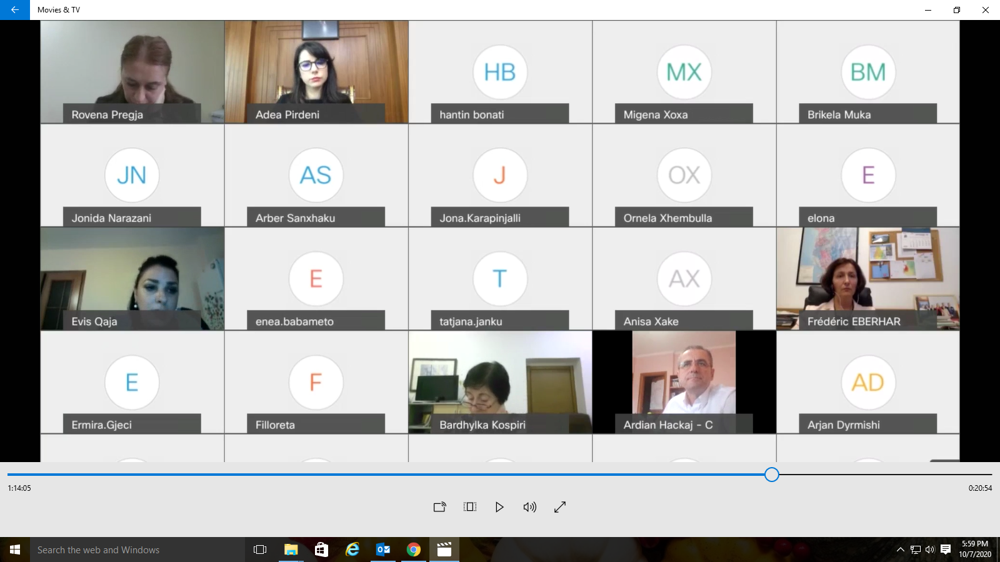 Movies & TV
HB
MX
BM
Rovena Pregja
Adea Pirdeni
hantin bonati
Migena Xoxa
Brikela Muka
JN
AS
J
OX
E
Jonida Narazani
Arber Sanxhaku
Jona.Karapinjalli
Ornela Xhembulla
elona
E
T
AX
Evis Qaja
enea.babameto
tatjana.janku
Anisa Xake
Frédéric EBERHAR
E
F
AD
Ermira.Gjeci
Filloreta
Bardhylka Kospiri
Ardian Hackaj - C
Arjan Dyrmishi
1:14:05
0:20:54
Search the web and Windows
5:59 PM
10/7/2020